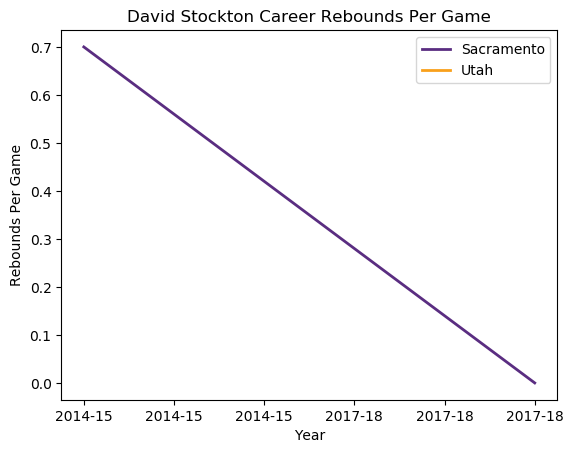 David Stockton Career Rebounds Per Game
Sacramento
Utah
0.7
0.6
0.5
0.4
0.3
0.2
0.1
0.0
Rebounds Per Game
2014-15 2014-15 2014-15 2017-18 2017-18 2017-18
Year